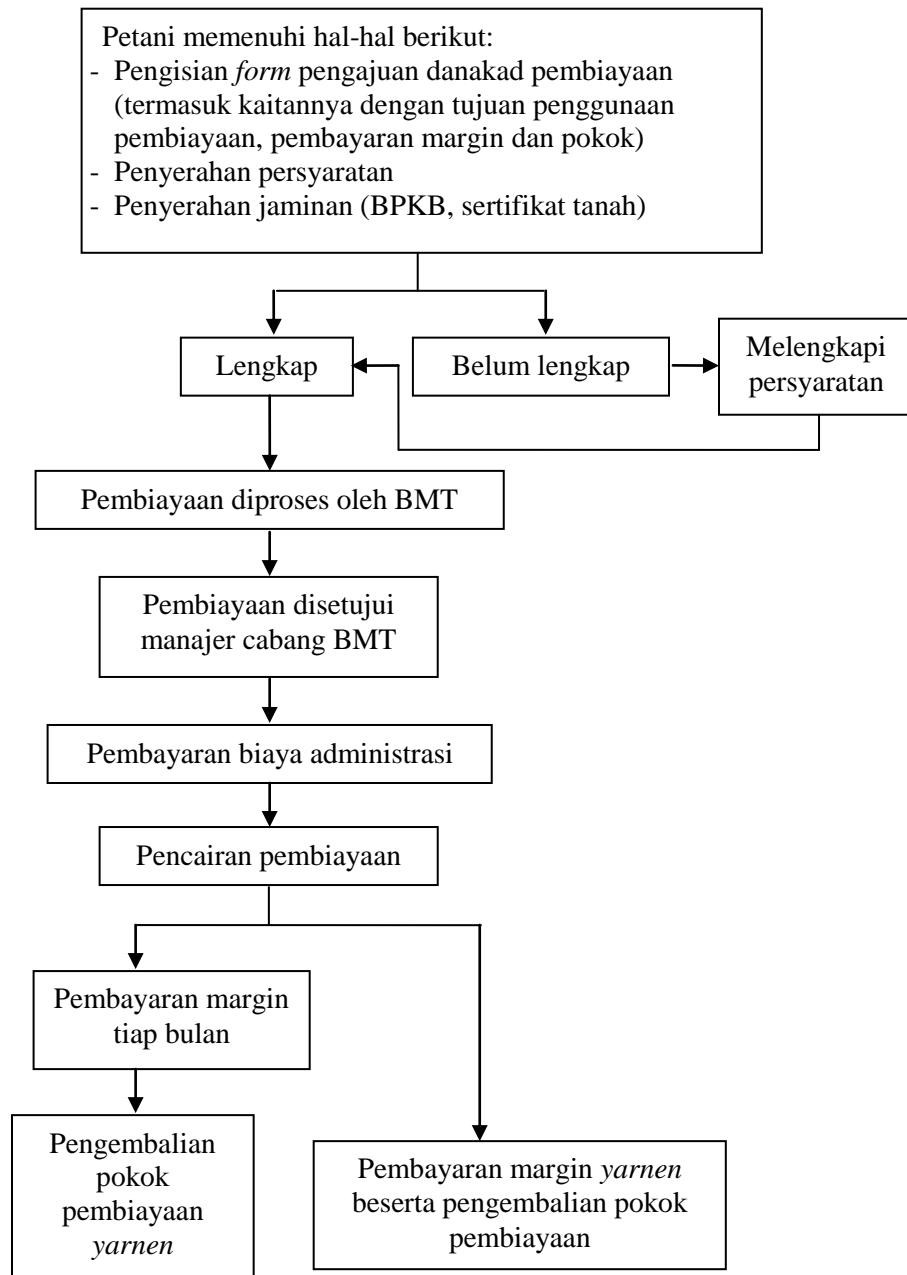 Petani memenuhi hal-hal berikut:
- Pengisian form pengajuan danakad pembiayaan
(termasuk kaitannya dengan tujuan penggunaan
pembiayaan, pembayaran margin dan pokok)
- Penyerahan persyaratan
- Penyerahan jaminan (BPKB, sertifikat tanah)
Lengkap
Belum lengkap
Melengkapi
persyaratan
Pembiayaan diproses oleh BMT
Pembiayaan disetujui
manajer cabang BMT
Pembayaran biaya administrasi
Pencairan pembiayaan
Pembayaran margin
tiap bulan
Pengembalian
pokok
pembiayaan
yarnen
Pembayaran margin yarnen
beserta pengembalian pokok
pembiayaan